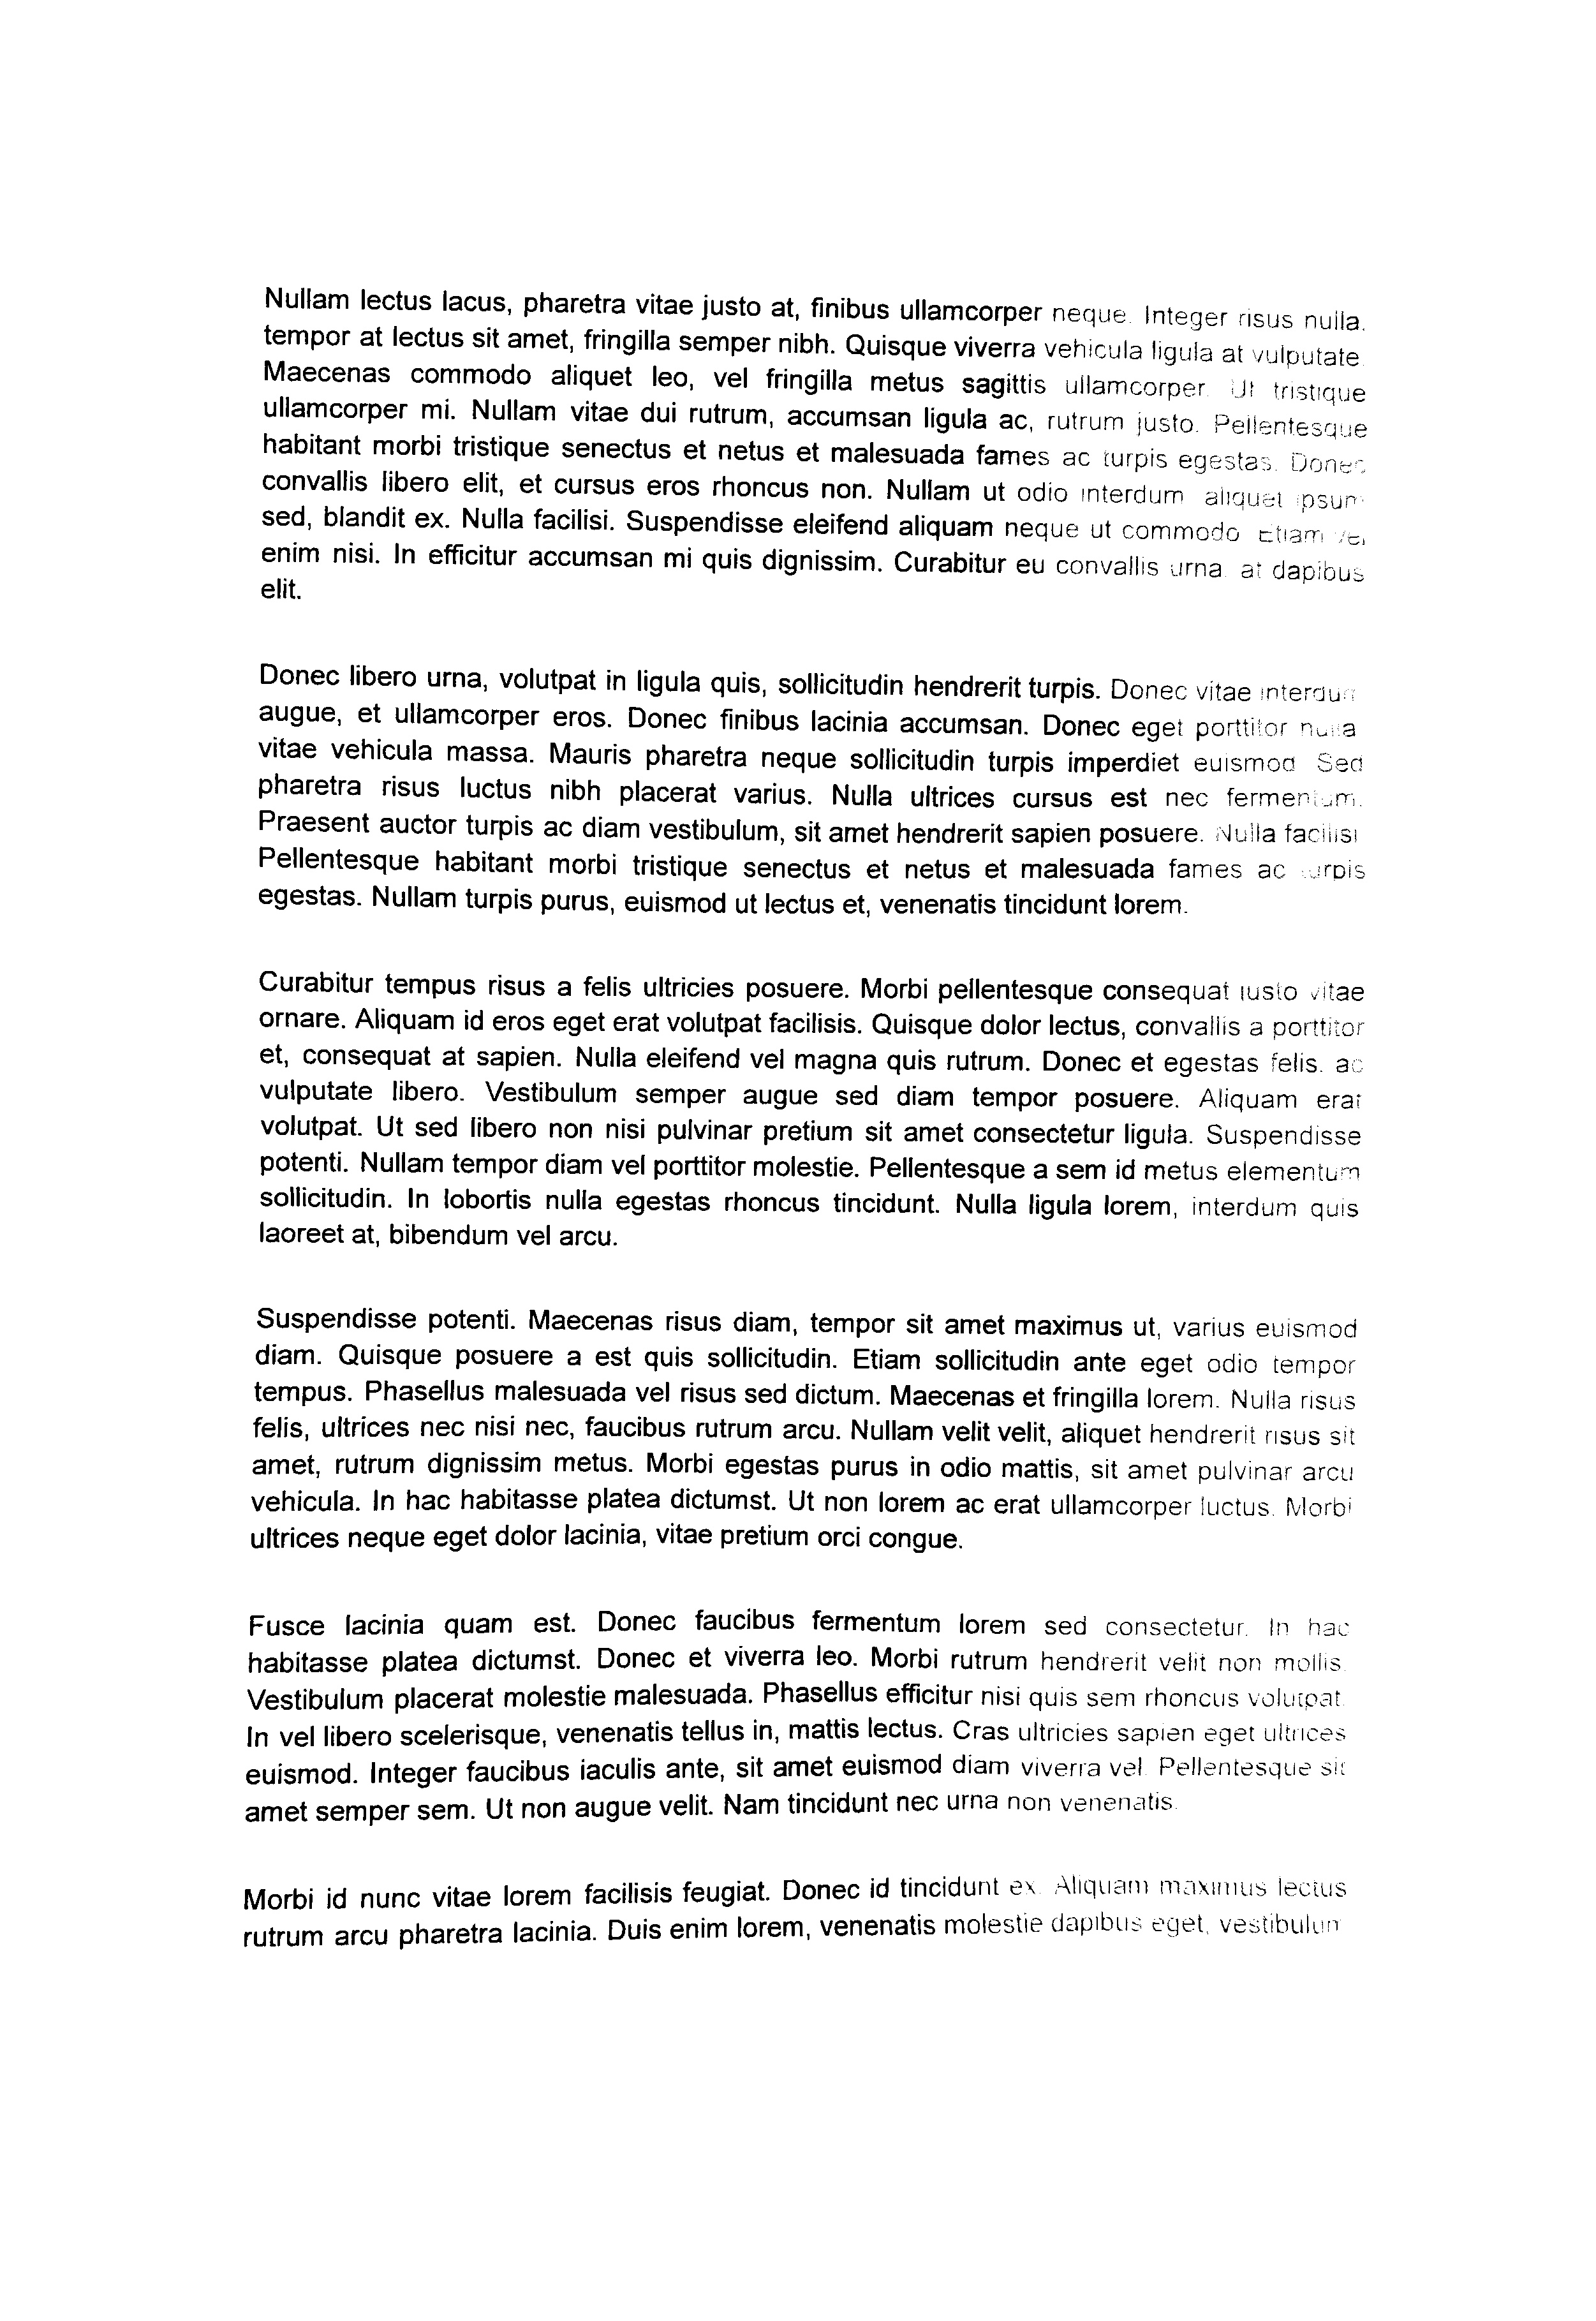 Nullam lectus lacus, pharetra vitae justo at, finibus ullamcorper neque. Integer risus nulla,
tempor at lectus sit amet, fringilla semper nibh. Quisque viverra vehicula ligula at vulputate.
Maecenas commodo aliquet leo, vel fringilla metus sagittis ullamcorper. Ut tristique
ullamcorper mi. Nullam vitae dui rutrum, accumsan ligula ac, rutrum justo. Pellentesque
habitant morbi tristique senectus et netus et malesuada fames ac turpis egestas. Donec
convallis libero elit, et cursus eros rhoncus non. Nullam ut odio interdum aliquet ipsum
sed, blandit ex. Nulla facilisi. Suspendisse eleifend aliquam neque ut commodo Etiam
enim nisi. In efficitur accumsan mi quis dignissim. Curabitur eu convallis urna at dapibus
elit.
Donec libero urna, volutpat in ligula quis, sollicitudin hendrerit turpis. Donec vitae interdum
augue, et ullamcorper eros. Donec finibus lacinia accumsan. Donec eget porttitor nulla
vitae vehicula massa. Mauris pharetra neque sollicitudin turpis imperdiet euismod Sed
pharetra risus luctus nibh placerat varius. Nulla ultrices cursus est nec fermentum.
Praesent auctor turpis ac diam vestibulum, sit amet hendrerit sapien posuere. Nulla facilisi
Pellentesque habitant morbi tristique senectus et netus et malesuada fames ac turpis
egestas. Nullam turpis purus, euismod ut lectus et, venenatis tincidunt lorem.
Curabitur tempus risus a felis ultricies posuere. Morbi pellentesque consequat justo vitae
ornare. Aliquam id eros eget erat volutpat facilisis. Quisque dolor lectus, convallis a porttitor
et, consequat at sapien. Nulla eleifend vel magna quis rutrum. Donec et egestas felis. ac
vulputate libero. Vestibulum semper augue sed diam tempor posuere. Aliquam erat
volutpat. Ut sed libero non nisi pulvinar pretium sit amet consectetur ligula. Suspendisse
potenti. Nullam tempor diam vel porttitor molestie. Pellentesque a sem id metus elementum
sollicitudin. In lobortis nulla egestas rhoncus tincidunt. Nulla ligula lorem, interdum quis
laoreet at, bibendum vel arcu.
Suspendisse potenti. Maecenas risus diam, tempor sit amet maximus ut, varius euismod
diam. Quisque posuere a est quis sollicitudin. Etiam sollicitudin ante eget odio tempor
tempus. Phasellus malesuada vel risus sed dictum. Maecenas et fringilla lorem. Nulla risus
felis, ultrices nec nisi nec, faucibus rutrum arcu. Nullam velit velit, aliquet hendrerit risus sit
amet, rutrum dignissim metus. Morbi egestas purus in odio mattis, sit amet pulvinar arcu
vehicula. In hac habitasse platea dictumst. Ut non lorem ac erat ullamcorper luctus. Morbi
ultrices neque eget dolor lacinia, vitae pretium orci congue.
Fusce lacinia quam est. Donec faucibus fermentum lorem sed consectetur. In hac
habitasse platea dictumst. Donec et viverra leo. Morbi rutrum hendrerit velit non mollis.
Vestibulum placerat molestie malesuada. Phasellus efficitur nisi quis sem rhoncus volutpat
In vel libero scelerisque, venenatis tellus in, mattis lectus. Cras ultricies sapien eget ultrices
euismod. Integer faucibus iaculis ante, sit amet euismod diam viverra vel Pellentesque sit
amet semper sem. Ut non augue velit. Nam tincidunt nec urna non venenatis.
Morbi id nunc vitae lorem facilisis feugiat. Donec id tincidunt ex. Aliquam maximus lectus
rutrum arcu pharetra lacinia. Duis enim lorem, venenatis molestie dapibus eget, vestibulum